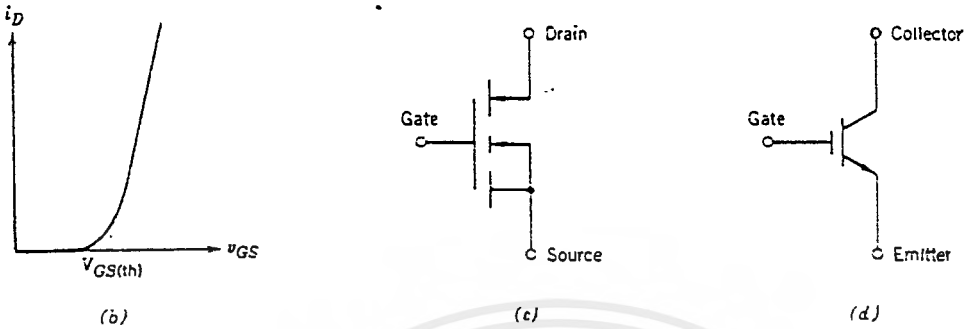 i_D
v_GS
V_GS(th)
(b)
Drain
Gate
Source
(c)
Collector
Gate
Emitter
(d)